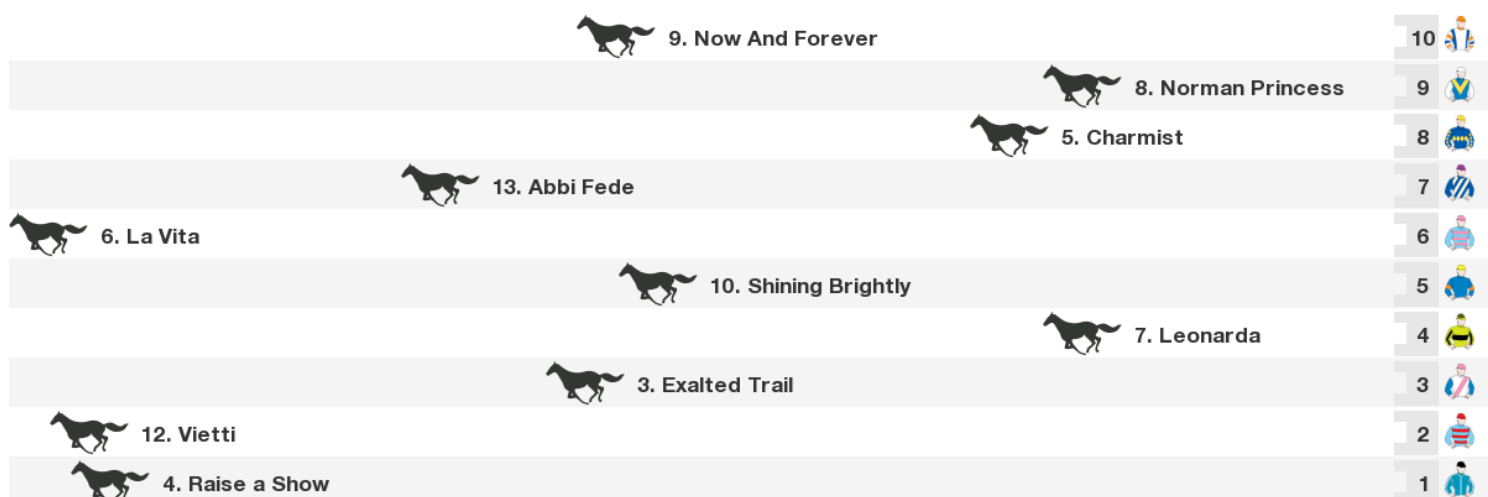 9. Now And Forever 10
8. Norman Princess 9
5. Charmist 8
13. Abbi Fede 7
6. La Vita 6
10. Shining Brightly 5
7. Leonarda 4
3. Exalted Trail 3
12. Vietti 2
4. Raise a Show 1